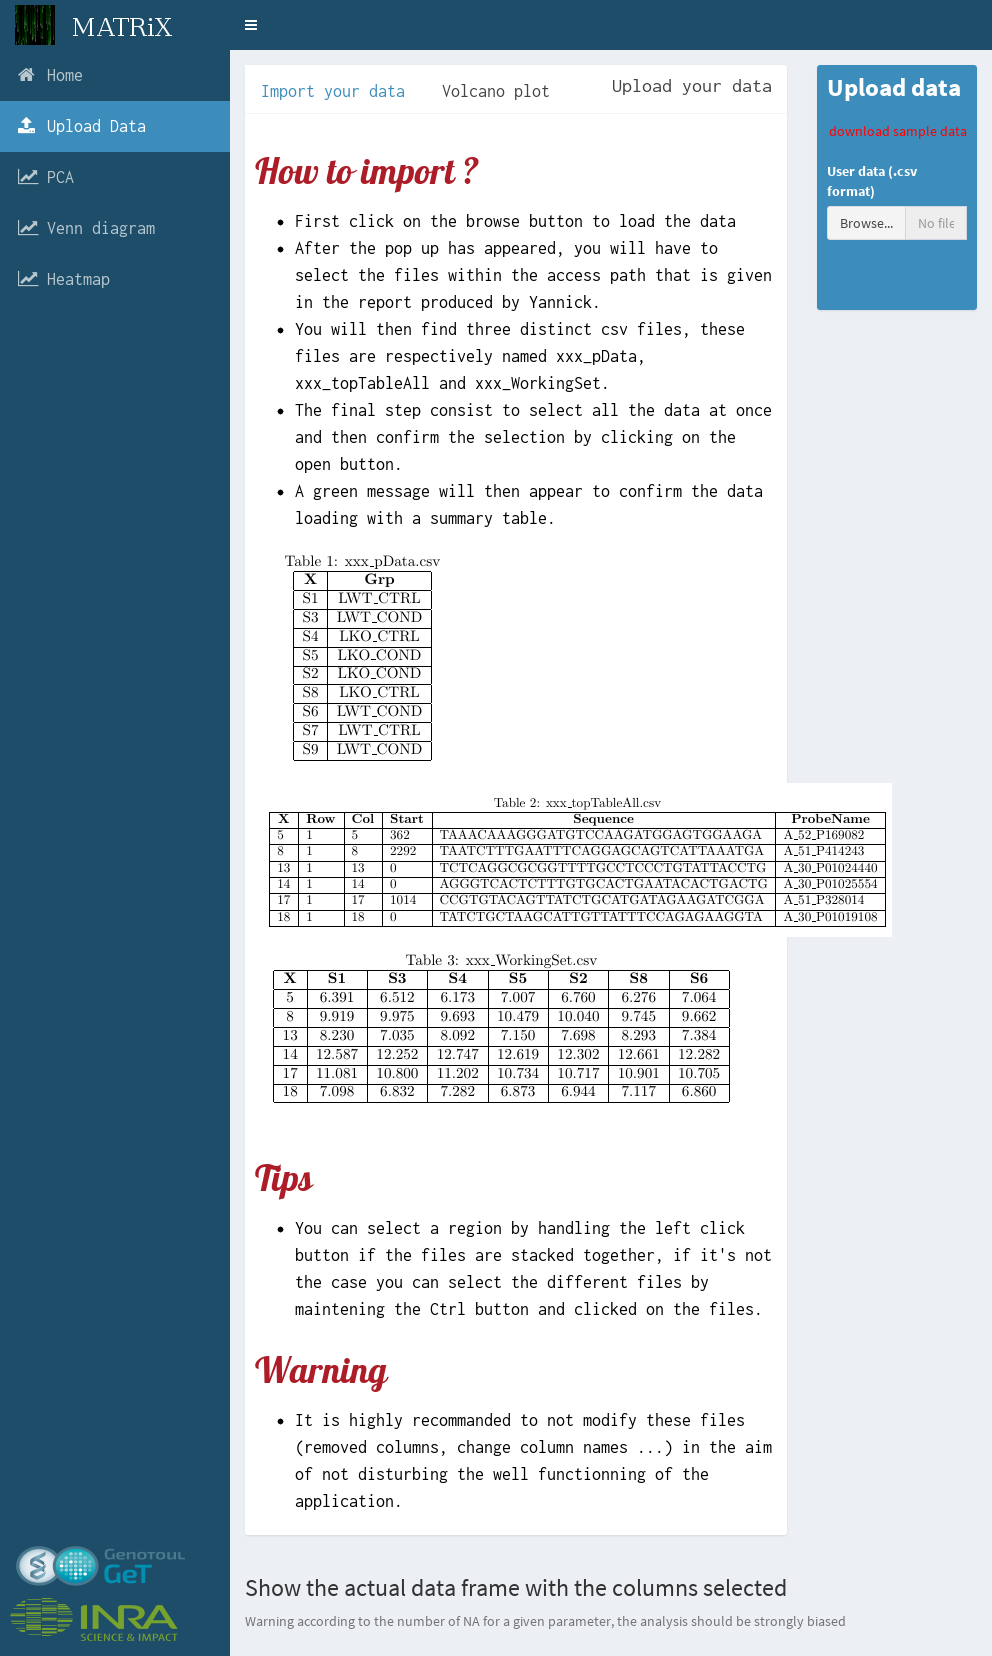 MATRiX
Home
Upload Data
PCA
Venn diagram
Heatmap
Import your data Volcano plot Upload your data
How to import ?
First click on the browse button to load the data
After the pop up has appeared, you will have to
select the files within the access path that is given
in the report produced by Yannick.
You will then find three distinct csv files, these
files are respectively named xxx_pData,
xxx_topTableAll and xxx_WorkingSet.
The final step consist to select all the data at once
and then confirm the selection by clicking on the
open button.
A green message will then appear to confirm the data
loading with a summary table.
Table 1: xxx_pData.csv
X Grp
S1 LWT_CTRL
S3 LWT_COND
S4 LKO_CTRL
S5 LKO_COND
S2 LKO_COND
S8 LKO_CTRL
S6 LWT_COND
S7 LWT_CTRL
S9 LWT_COND
Table 2: xxx_topTableAll.csv
X Row Col Start Sequence ProbeName
5 1 5 362 TAAACAAAGGGATGTCCAAGATGGAGTGGAAGA A_52_P169082
8 1 8 2292 TAATCTTTGAATTTCAGGAGCAGTCATTAAATGA A_51_P414243
13 1 13 0 TCTCAGGCGCGGTTTTGCCTCCCTGTATTACCTG A_30_P01024440
14 1 14 0 AGGGTCACTCTTTGTGCACTGAATACACTGACTG A_30_P01025554
17 1 17 1014 CCGTGTACAGTTATCTGCATGATAGAAGATCGGA A_51_P328014
18 1 18 0 TATCTGCTAAGCATTGTTATTTCCAGAGAAGGTA A_30_P01019108
Table 3: xxx_WorkingSet.csv
X S1 S3 S4 S5 S2 S8 S6
5 6.391 6.512 6.173 7.007 6.760 6.276 7.064
8 9.919 9.975 9.693 10.479 10.040 9.745 9.662
13 8.230 7.035 8.092 7.150 7.698 8.293 7.384
14 12.587 12.252 12.747 12.619 12.302 12.661 12.282
17 11.081 10.800 11.202 10.734 10.717 10.901 10.705
18 7.098 6.832 7.282 6.873 6.944 7.117 6.860
Tips
You can select a region by handling the left click
button if the files are stacked together, if it's not
the case you can select the different files by
maintening the Ctrl button and clicked on the files.
Warning
It is highly recommanded to not modify these files
(removed columns, change column names ...) in the aim
of not disturbing the well functionning of the
application.
Upload data
download sample data
User data (.csv
format)
Browse... No file
Show the actual data frame with the columns selected
Warning according to the number of NA for a given parameter, the analysis should be strongly biased
GENOTOUL
GeT
INRA
SCIENCE & IMPACT